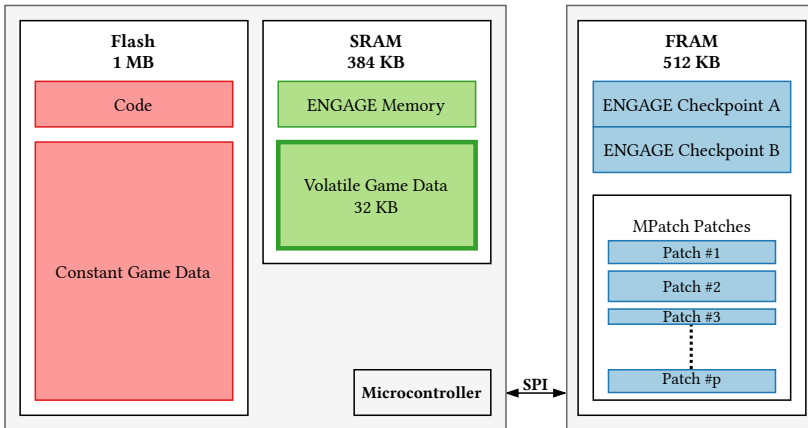 Flash
1 MB
Code
Constant Game Data
SRAM
384 KB
ENGAGE Memory
Volatile Game Data
32 KB
Microcontroller
SPI
FRAM
512 KB
ENGAGE Checkpoint A
ENGAGE Checkpoint B
MPatch Patches
Patch #1
Patch #2
Patch #3
Patch #p